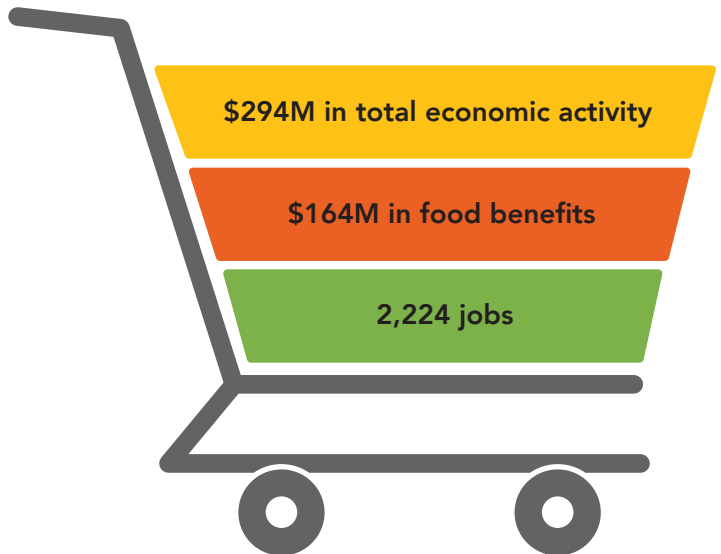 $294M in total economic activity
$164M in food benefits
2,224 jobs